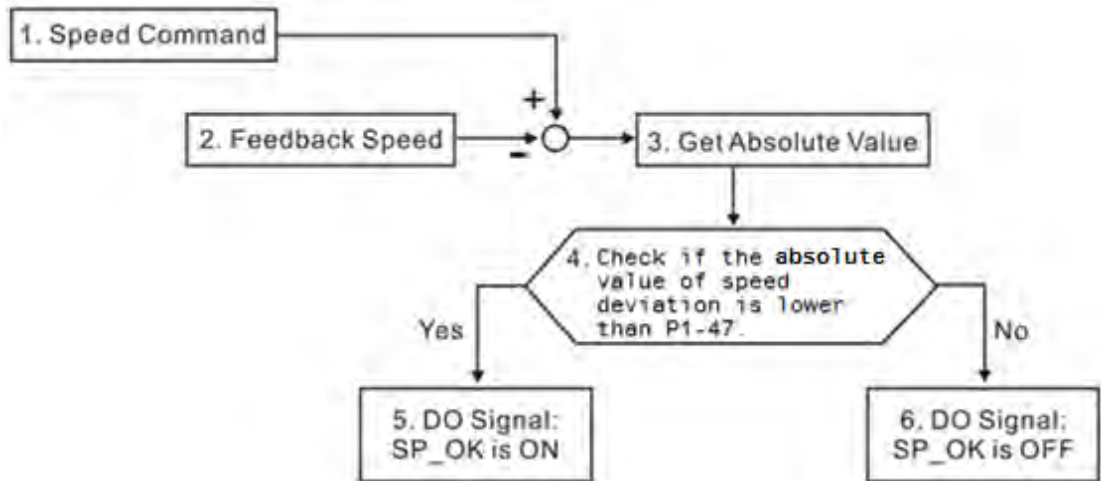 1. Speed Command
+
2. Feedback Speed
-
3. Get Absolute Value
4. Check if the absolute
value of speed
deviation is lower
than P1-47.
Yes
No
5. DO Signal:
SP_OK is ON
6. DO Signal:
SP_OK is OFF